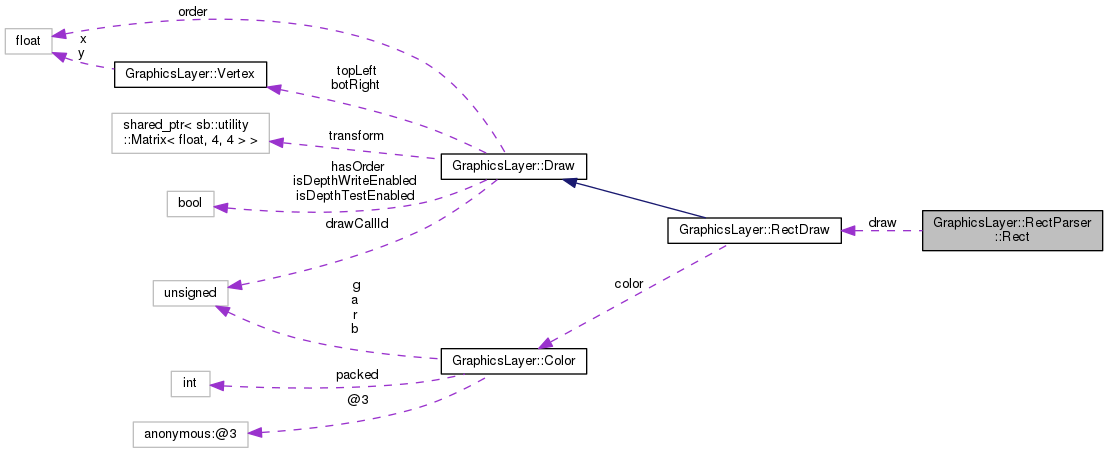 order
float
x
y
GraphicsLayer::Vertex
topLeft
botRight
shared_ptr< sb::utility
::Matrix< float, 4, 4 > >
transform
GraphicsLayer::Draw
hasOrder
isDepthWriteEnabled
isDepthTestEnabled
bool
drawCallId
GraphicsLayer::RectDraw
draw
GraphicsLayer::RectParser
::Rect
unsigned
g
a
r
b
color
GraphicsLayer::Color
int
packed
@3
anonymous:@3